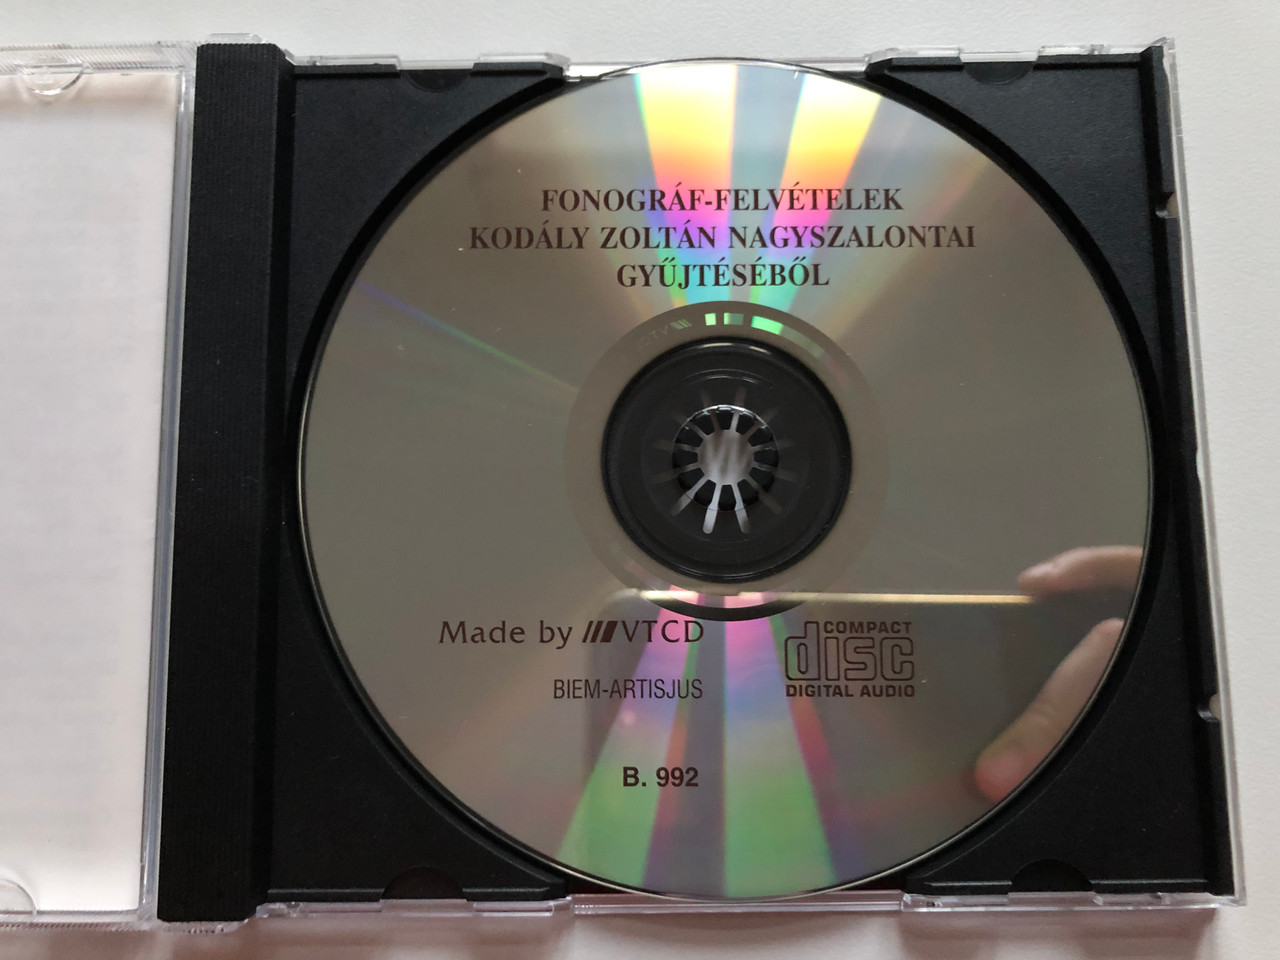 FONOGRÁF-FELVÉTELEK
KODÁLY ZOLTÁN NAGYSZALONTAI
GYŰJTÉSÉBŐL
Made by VTCD
BIEM-ARTISJUS
COMPACT
disc
DIGITAL AUDIO
B. 992